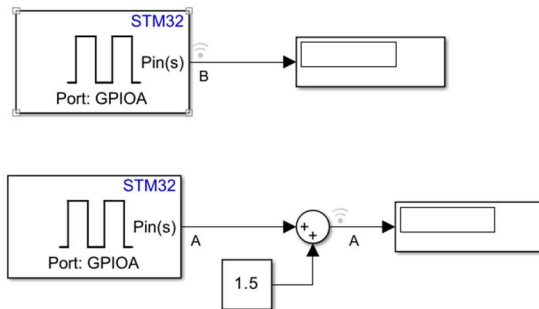 STM32
Pin(s)
B
Port: GPIOA
STM32
Pin(s)
A
+
+
A
Port: GPIOA
1.5